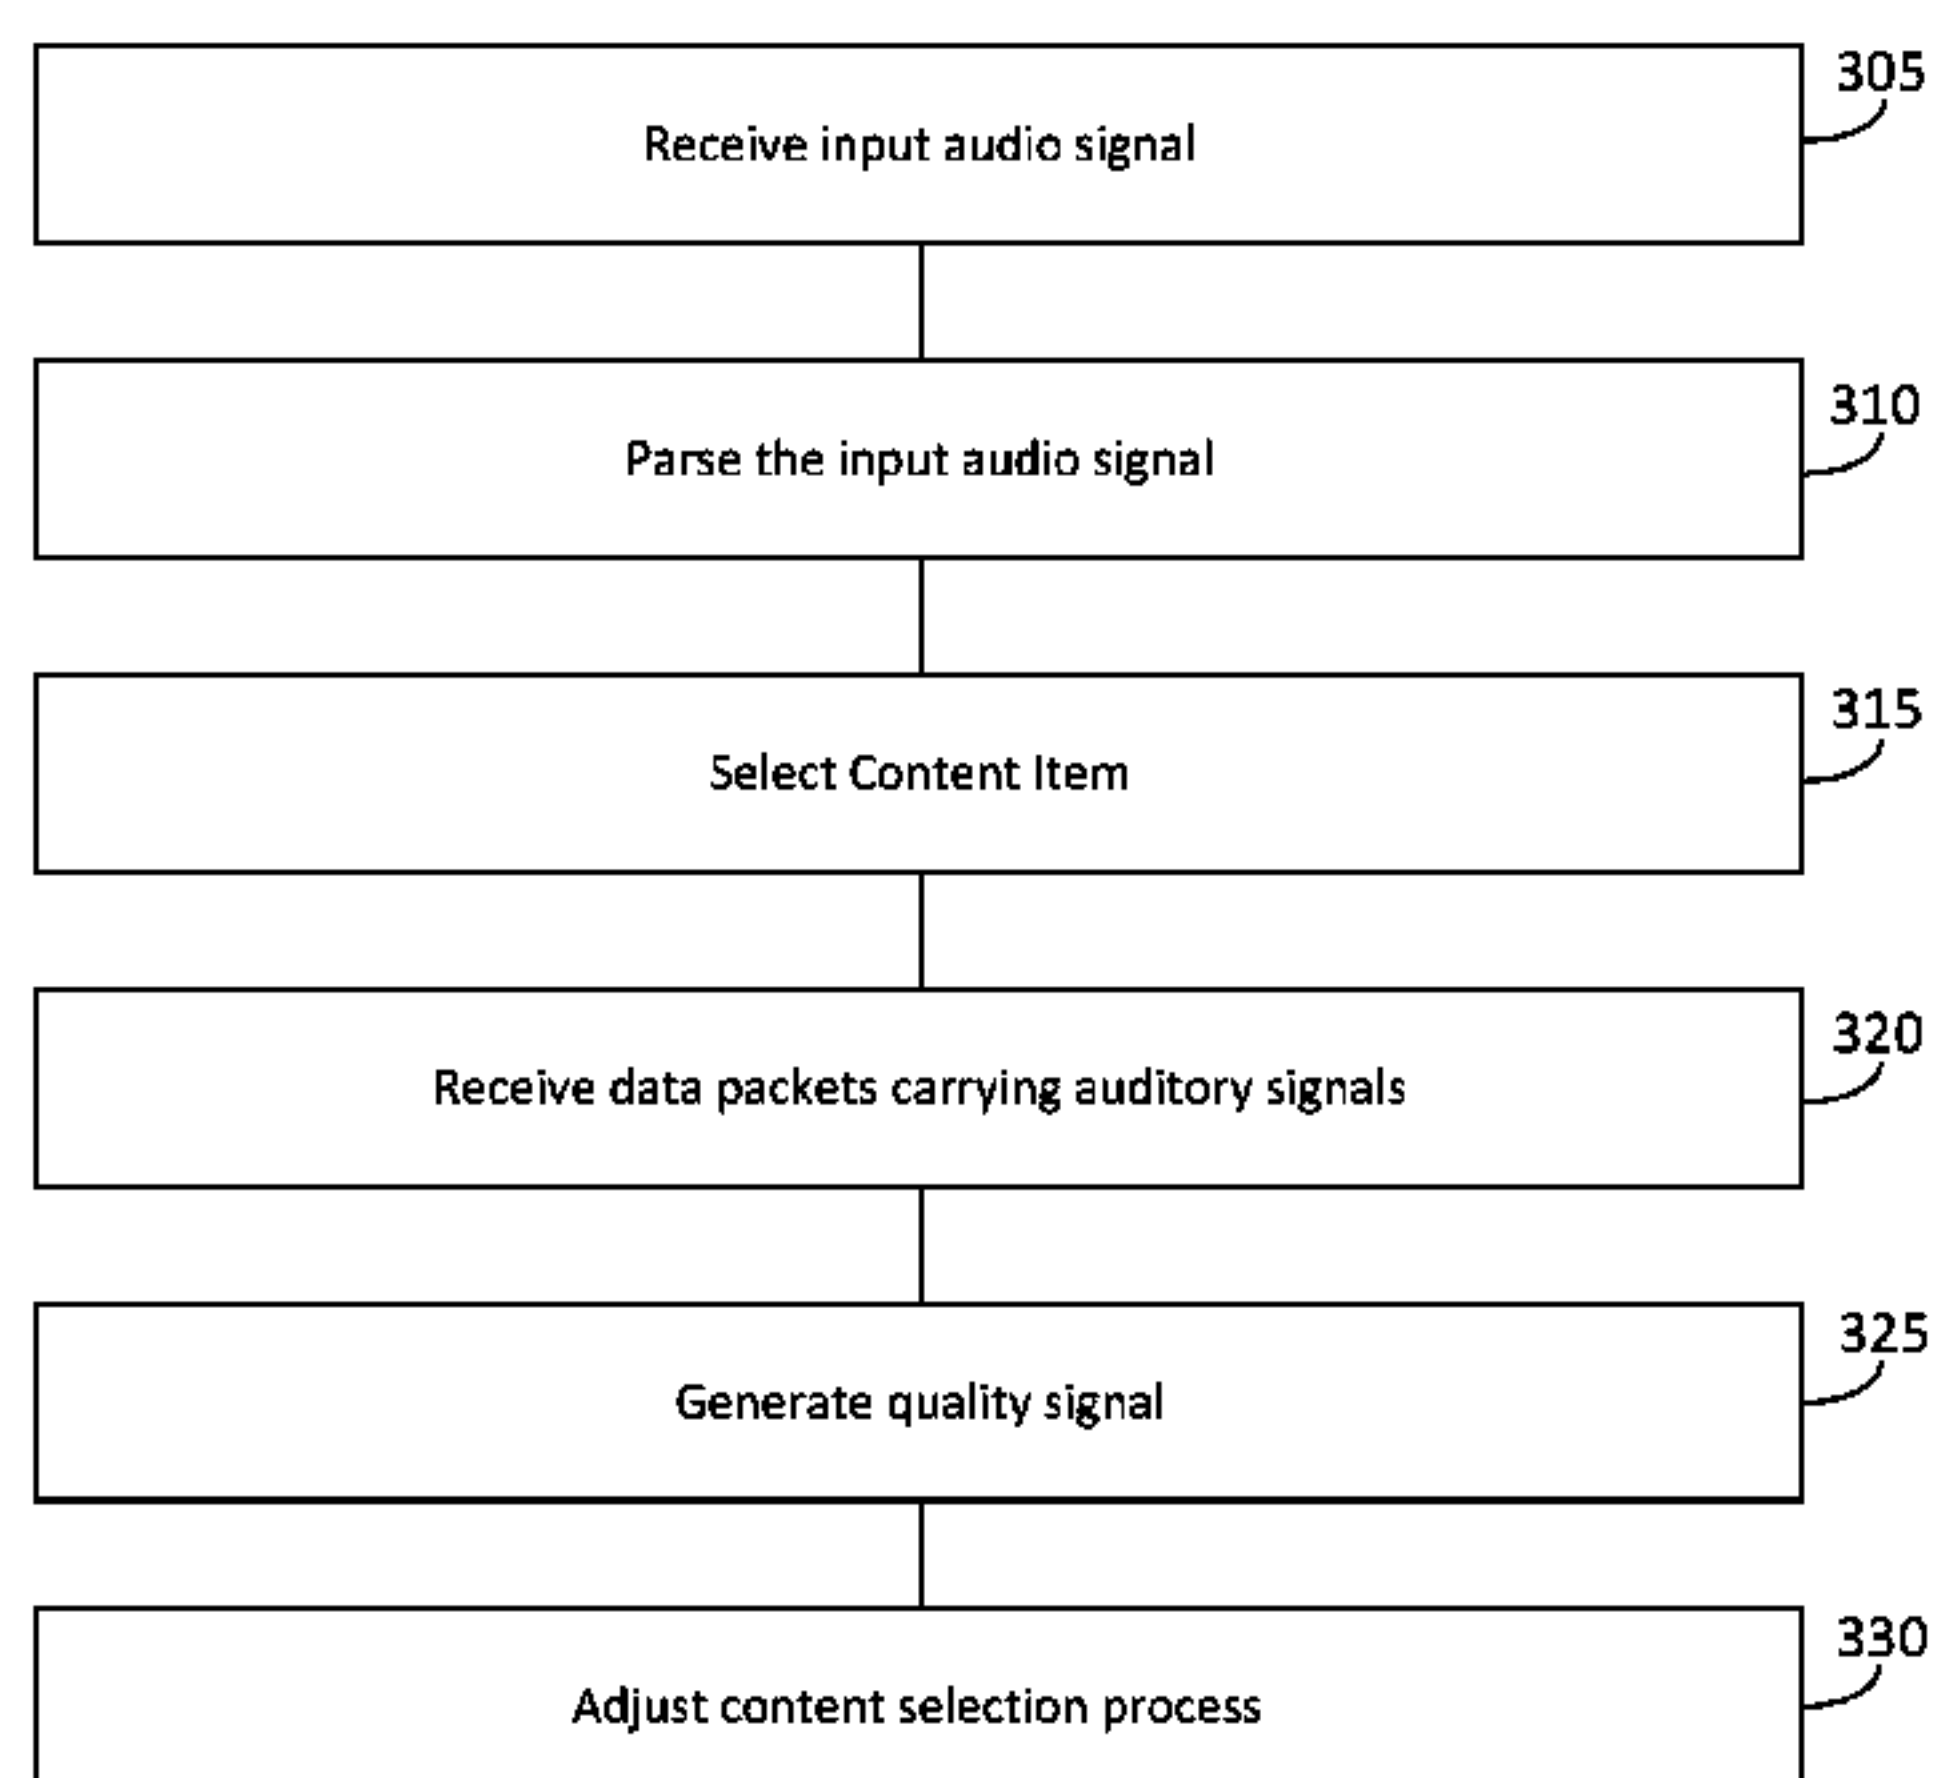 305
Receive input audio signal
310
Parse the input audio signal
315
Select Content Item
320
Receive data packets carrying auditory signals
325
Generate quality signal
330
Adjust content selection process